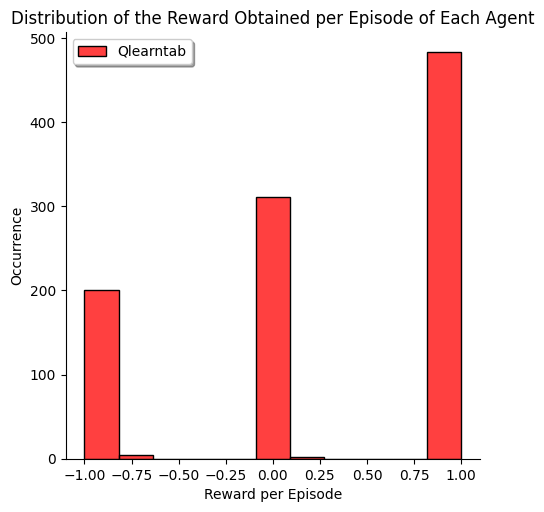 Distribution of the Reward Obtained per Episode of Each Agent
Qlearntab
500
400
300
200
100
0
Occurrence
−1.00 −0.75 −0.50 −0.25 0.00 0.25 0.50 0.75 1.00
Reward per Episode